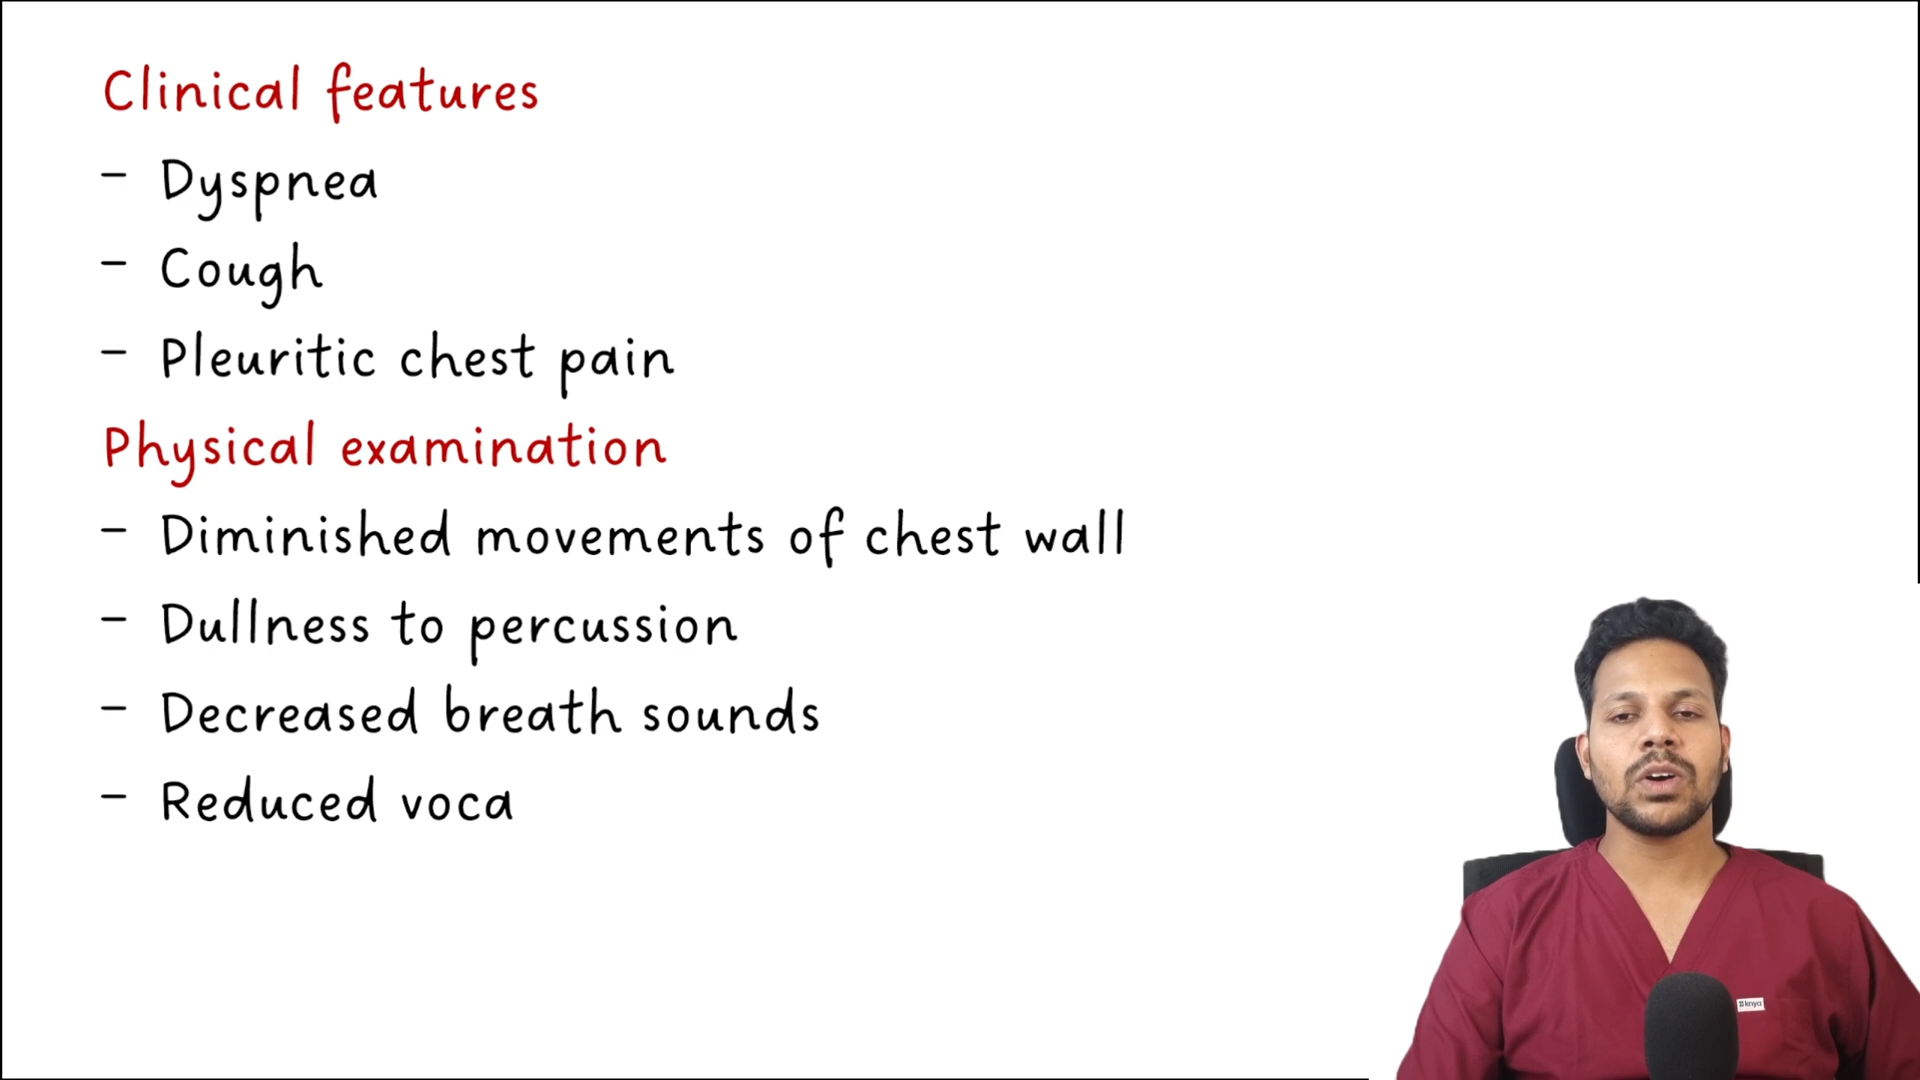 Clinical features
- Dyspnea
- Cough
- Pleuritic chest pain
Physical examination
- Diminished movements of chest wall
- Dullness to percussion
- Decreased breath sounds
- Reduced voca
#knya